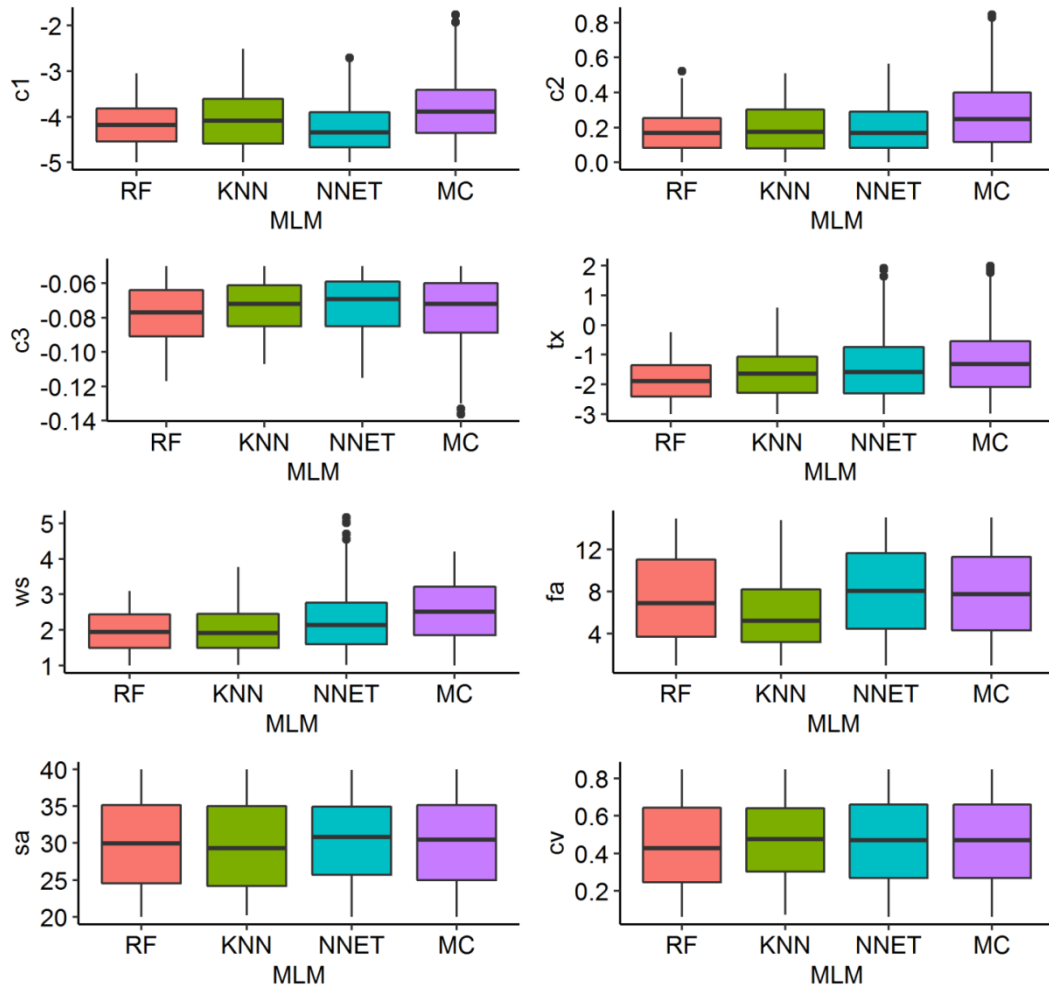 c1
-2
-3
-4
-5
RF KNN NNET MC
MLM
c2
0.8
0.6
0.4
0.2
0.0
RF KNN NNET MC
MLM
c3
-0.06
-0.08
-0.10
-0.12
-0.14
RF KNN NNET MC
MLM
tx
2
1
0
-1
-2
-3
RF KNN NNET MC
MLM
ws
5
4
3
2
1
RF KNN NNET MC
MLM
fa
12
8
4
RF KNN NNET MC
MLM
sa
40
35
30
25
20
RF KNN NNET MC
MLM
cv
0.8
0.6
0.4
0.2
RF KNN NNET MC
MLM